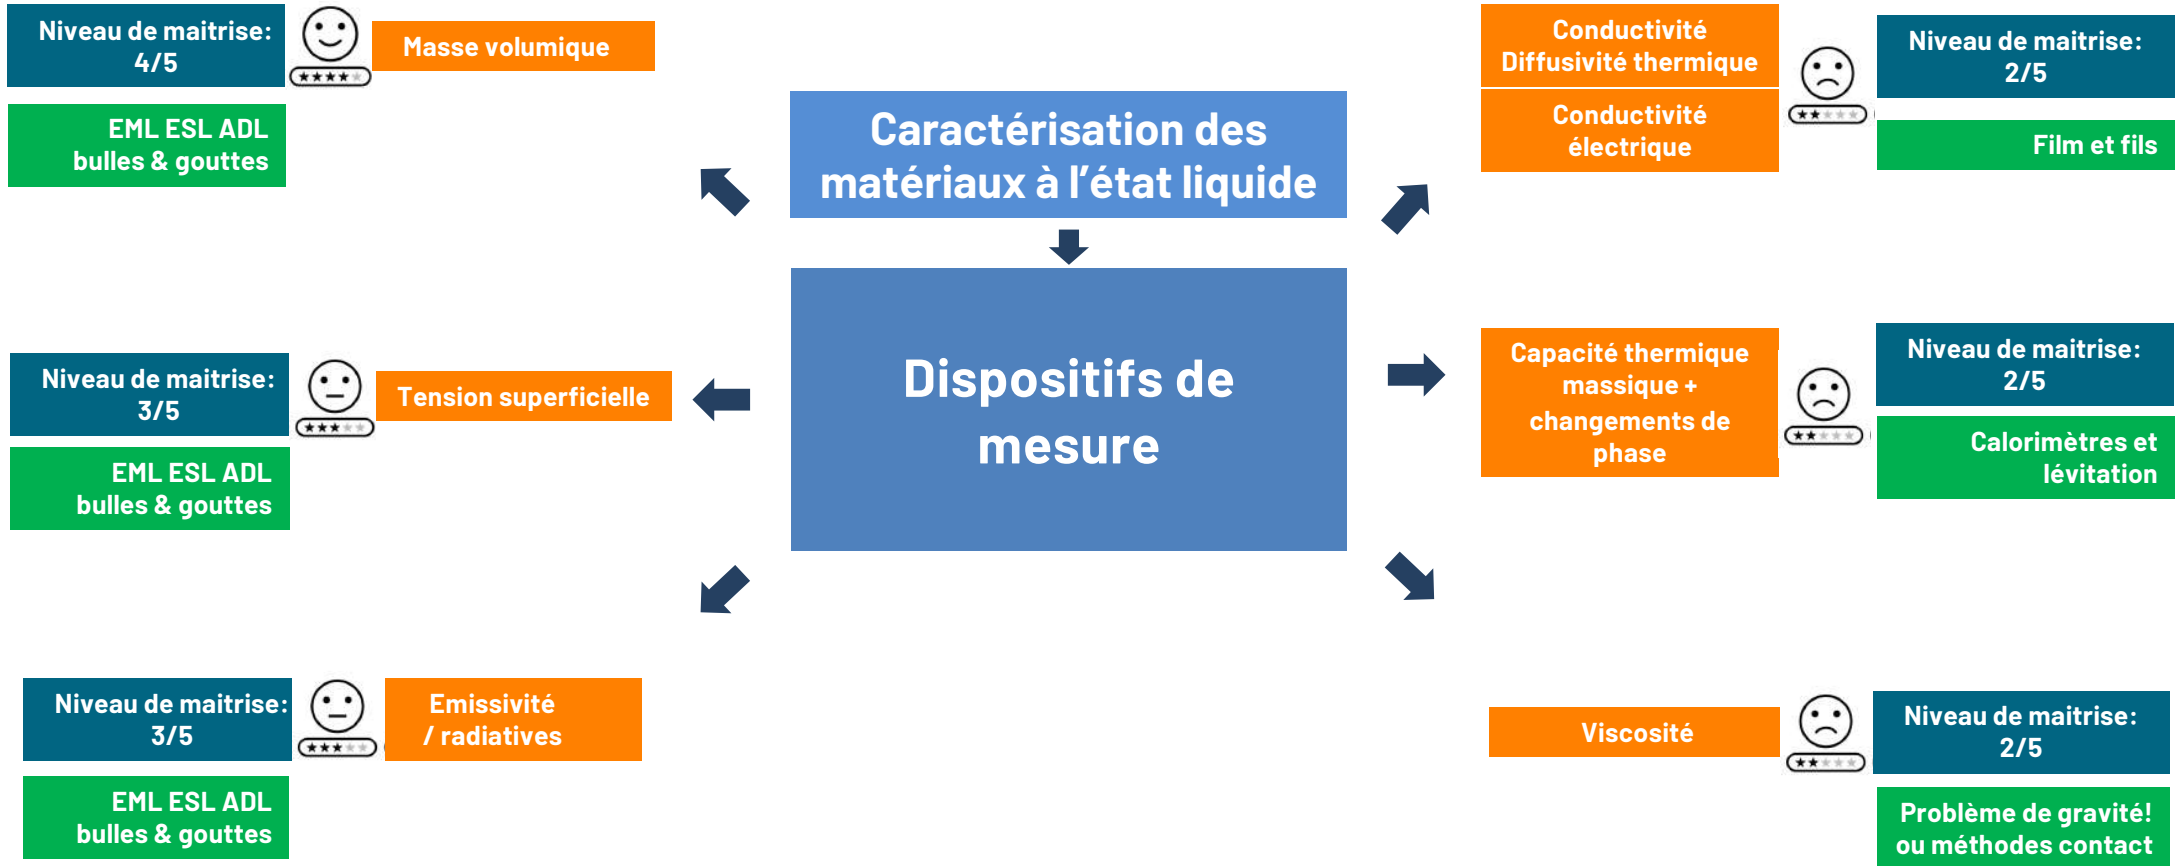 Niveau de maitrise:
4/5
EML ESL ADL
bulles & gouttes
Masse volumique
Caractérisation des
matériaux à l'état liquide
Dispositifs de
mesure
Conductivité
Diffusivité thermique
Conductivité
électrique
Niveau de maitrise:
2/5
Film et fils
Niveau de maitrise:
3/5
EML ESL ADL
bulles & gouttes
Tension superficielle
Capacité thermique
massique +
changements de
phase
Niveau de maitrise:
2/5
Calorimètres et
lévitation
Niveau de maitrise:
3/5
EML ESL ADL
bulles & gouttes
Emissivité
/ radiatives
Viscosité
Niveau de maitrise:
2/5
Problème de gravité!
ou méthodes contact